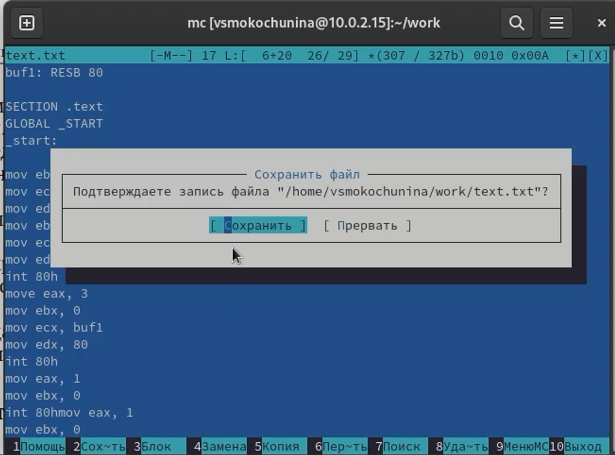 mc [vsmokochunina@10.0.2.15]:~/work
text.txt [-M--] 17 L:[ 6+20 26/ 29] *(307 / 327b) 0010 0x00A [*][X]
buf1: RESB 80
SECTION .text
GLOBAL _START
_start:
Сохранить файл
mov eb
Подтверждаете запись файла "/home/vsmokochunina/work/text.txt"?
mov ec
mov ed
mov eb
[ Сохранить ] [ Прервать ]
mov ec
mov ed
int 80h
move eax, 3
mov ebx, 0
mov ecx, buf1
mov edx, 80
int 80h
mov eax, 1
mov ebx, 0
int 80hmov eax, 1
mov ebx, 0
1Помощь 2Сох~ть 3Блок 4Замена 5Копия 6Пер~ть 7Поиск 8Уда~ть 9МенюMC 10Выход